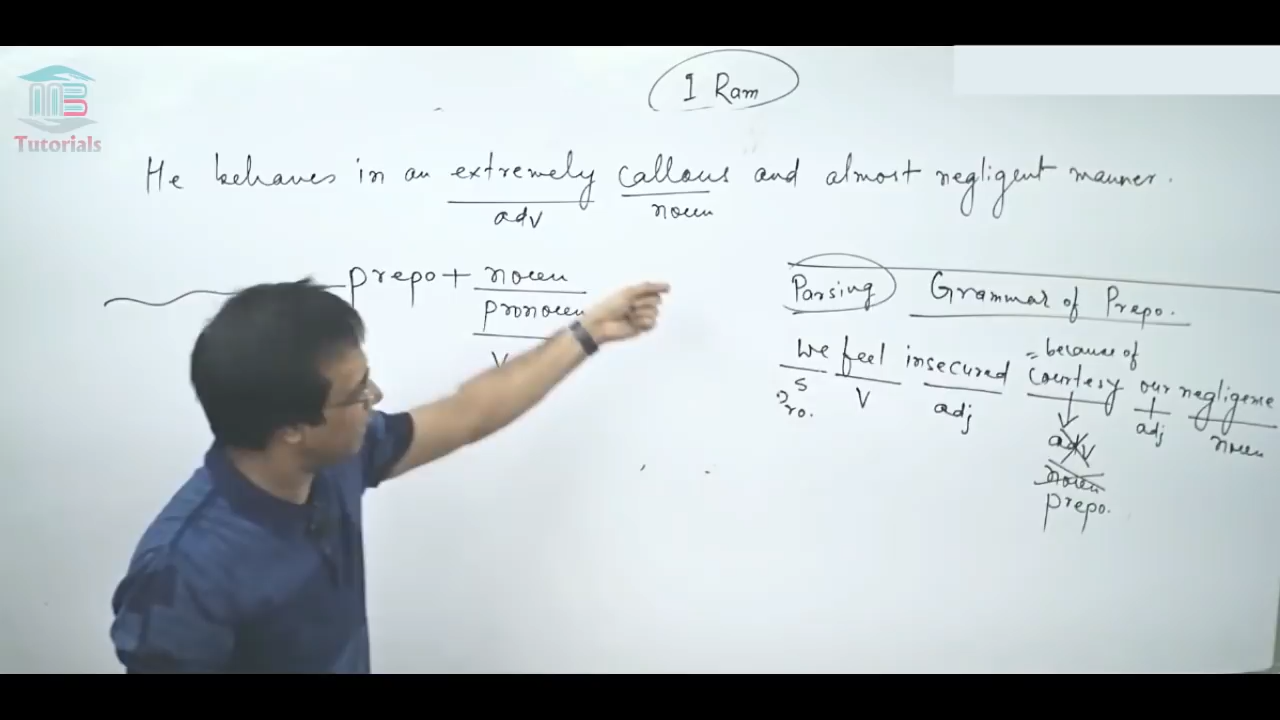 MB
Tutorials
I Ram
He behaves in an extremely callous and almost negligent manner.
adv noun
prepo + noun
pronoun
V
Parsing Grammar of Prepo.
= because of
We feel insecured courtesy our negligence
S V adj adv adj noun
Pro. noun
prepo.